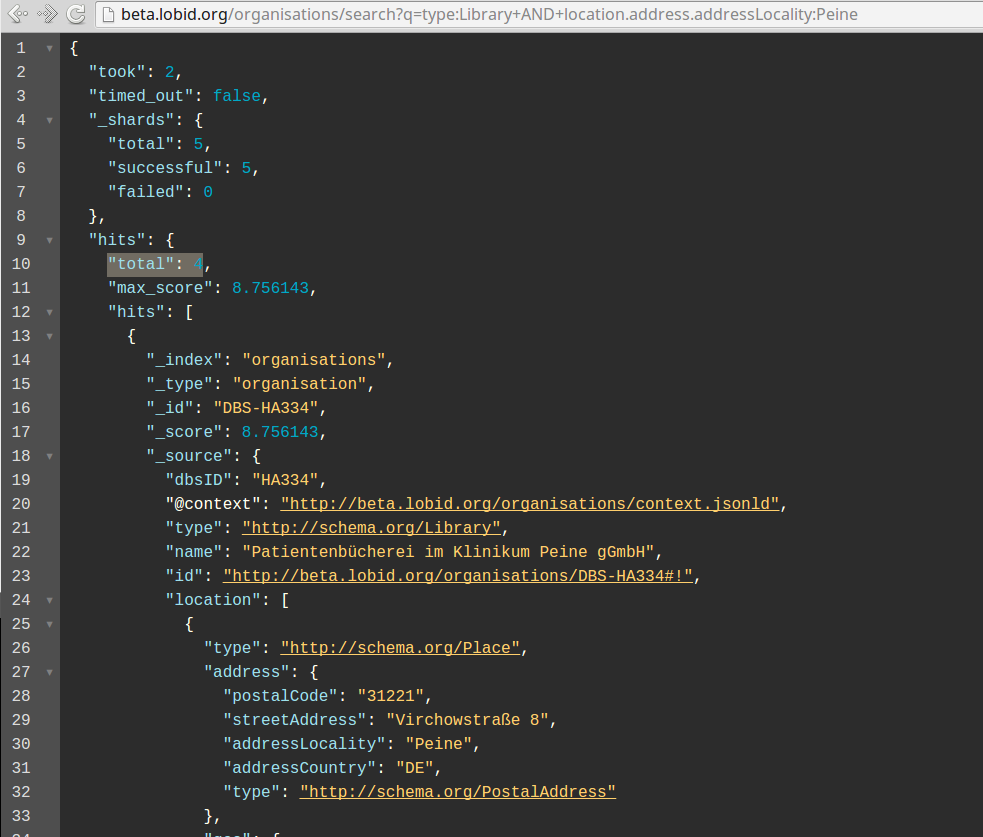 beta.lobid.org/organisations/search?q=type:Library+AND+location.address.addressLocality:Peine
1 {
2 "took": 2,
3 "timed_out": false,
4 "_shards": {
5 "total": 5,
6 "successful": 5,
7 "failed": 0
8 },
9 "hits": {
10 "total": 4,
11 "max_score": 8.756143,
12 "hits": [
13 {
14 "_index": "organisations",
15 "_type": "organisation",
16 "_id": "DBS-HA334",
17 "_score": 8.756143,
18 "_source": {
19 "dbsID": "HA334",
20 "@context": "http://beta.lobid.org/organisations/context.jsonld",
21 "type": "http://schema.org/Library",
22 "name": "Patientenbücherei im Klinikum Peine gGmbH",
23 "id": "http://beta.lobid.org/organisations/DBS-HA334#!",
24 "location": [
25 {
26 "type": "http://schema.org/Place",
27 "address": {
28 "postalCode": "31221",
29 "streetAddress": "Virchowstraße 8",
30 "addressLocality": "Peine",
31 "addressCountry": "DE",
32 "type": "http://schema.org/PostalAddress"
33 },